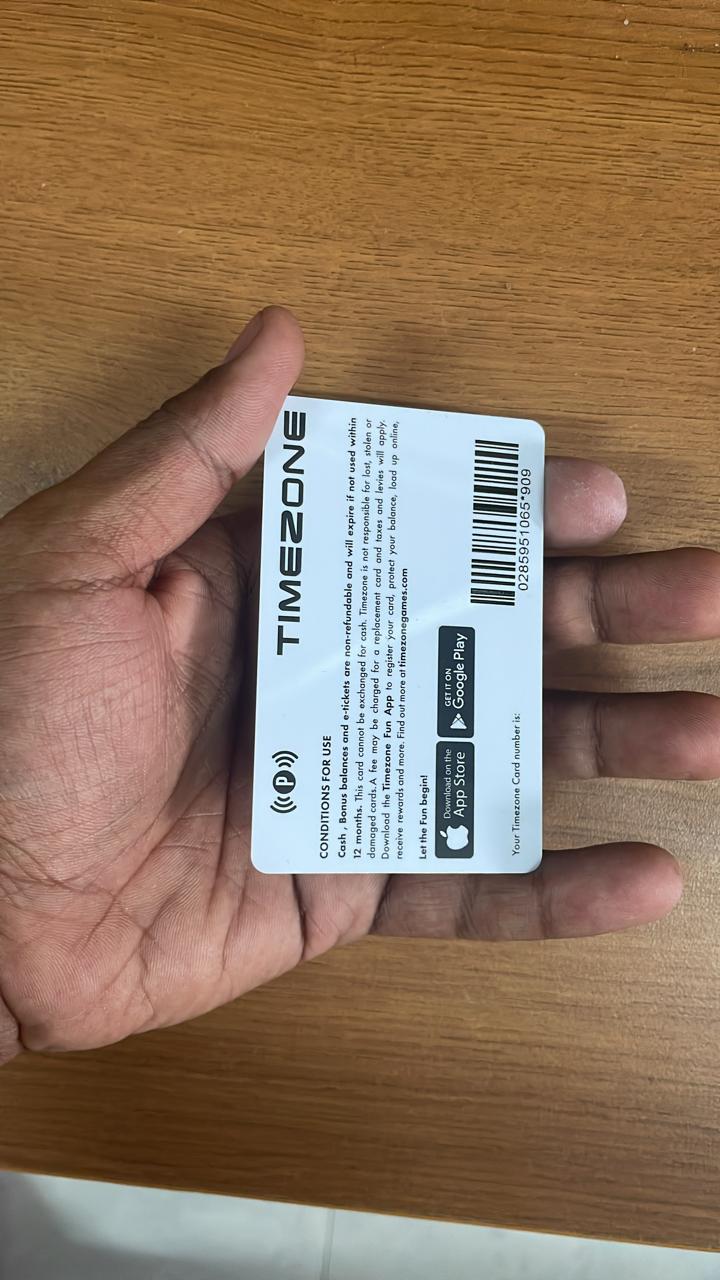 ((P))
TIMEZONE
CONDITIONS FOR USE
Cash , Bonus balances and e-tickets are non-refundable and will expire if not used within
12 months. This card cannot be exchanged for cash. Timezone is not responsible for lost, stolen or
damaged cards. A fee may be charged for a replacement card and taxes and levies will apply.
Download the Timezone Fun App to register your card, protect your balance, load up online,
receive rewards and more. Find out more at timezonegames.com
Let the Fun begin!
Download on the
App Store
GET IT ON
Google Play
Your Timezone Card number is:
0285951065*909